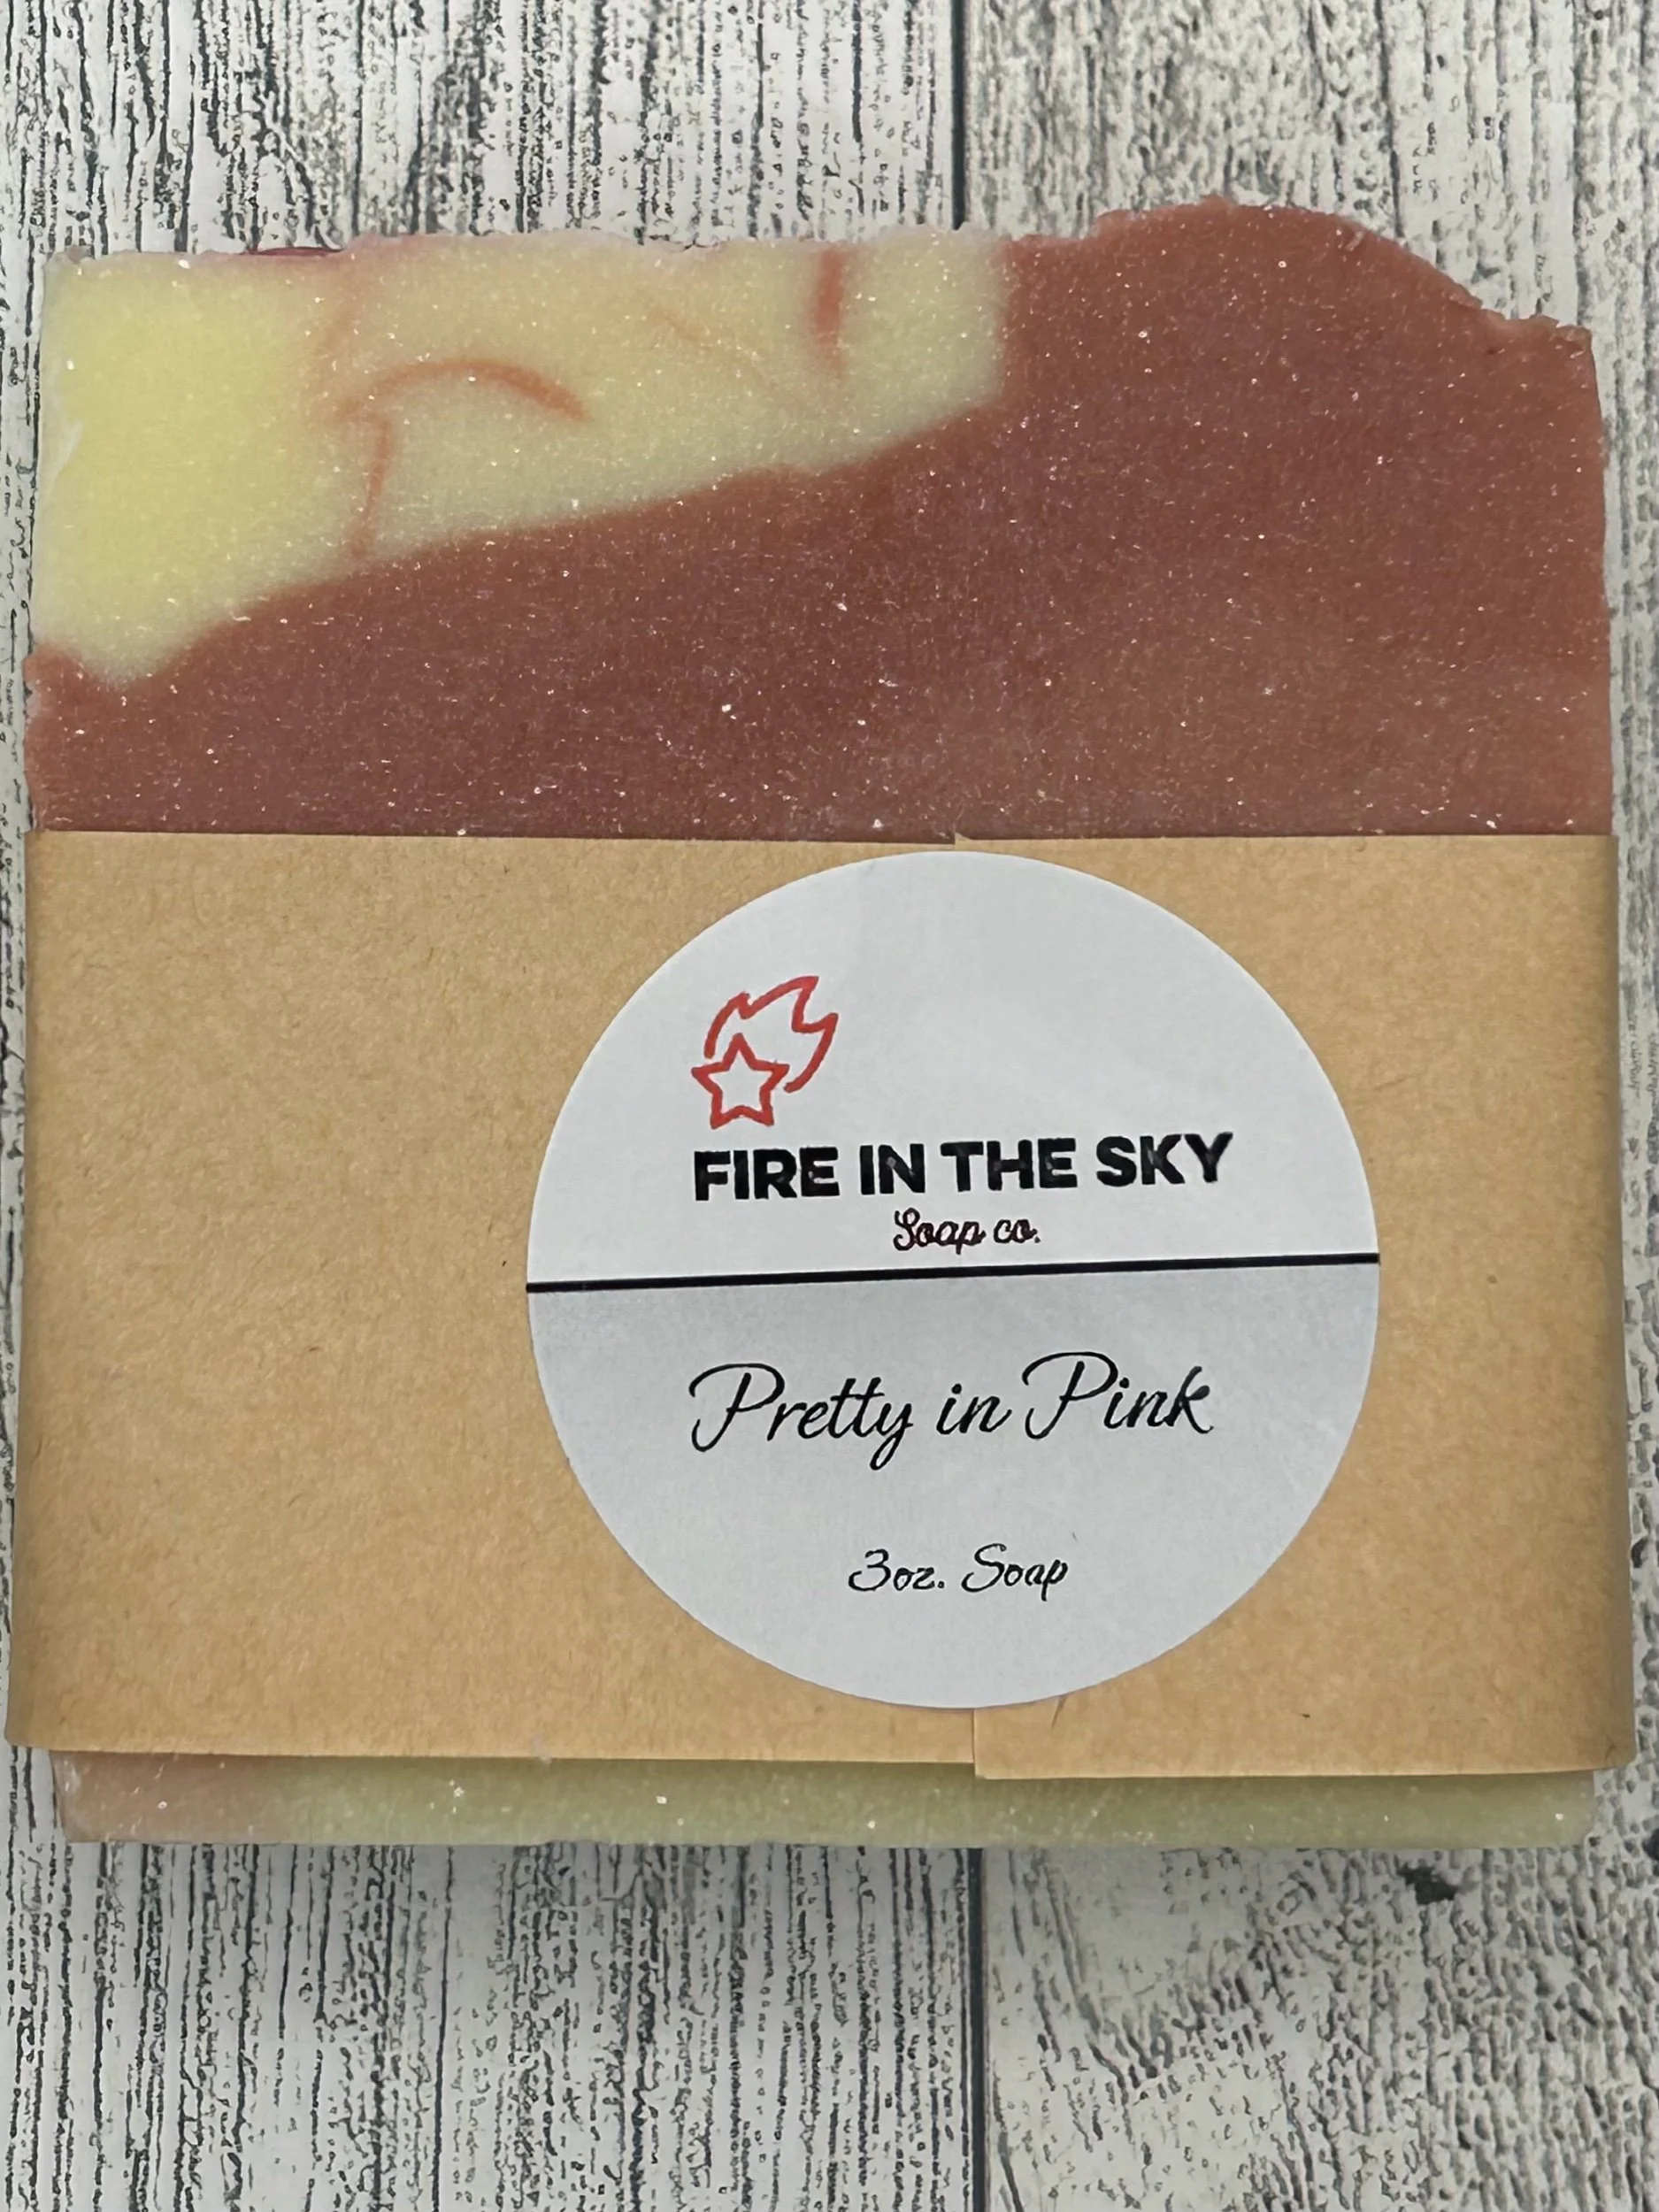 FIRE IN THE SKY
Soap co.
Pretty in Pink
3oz. Soap